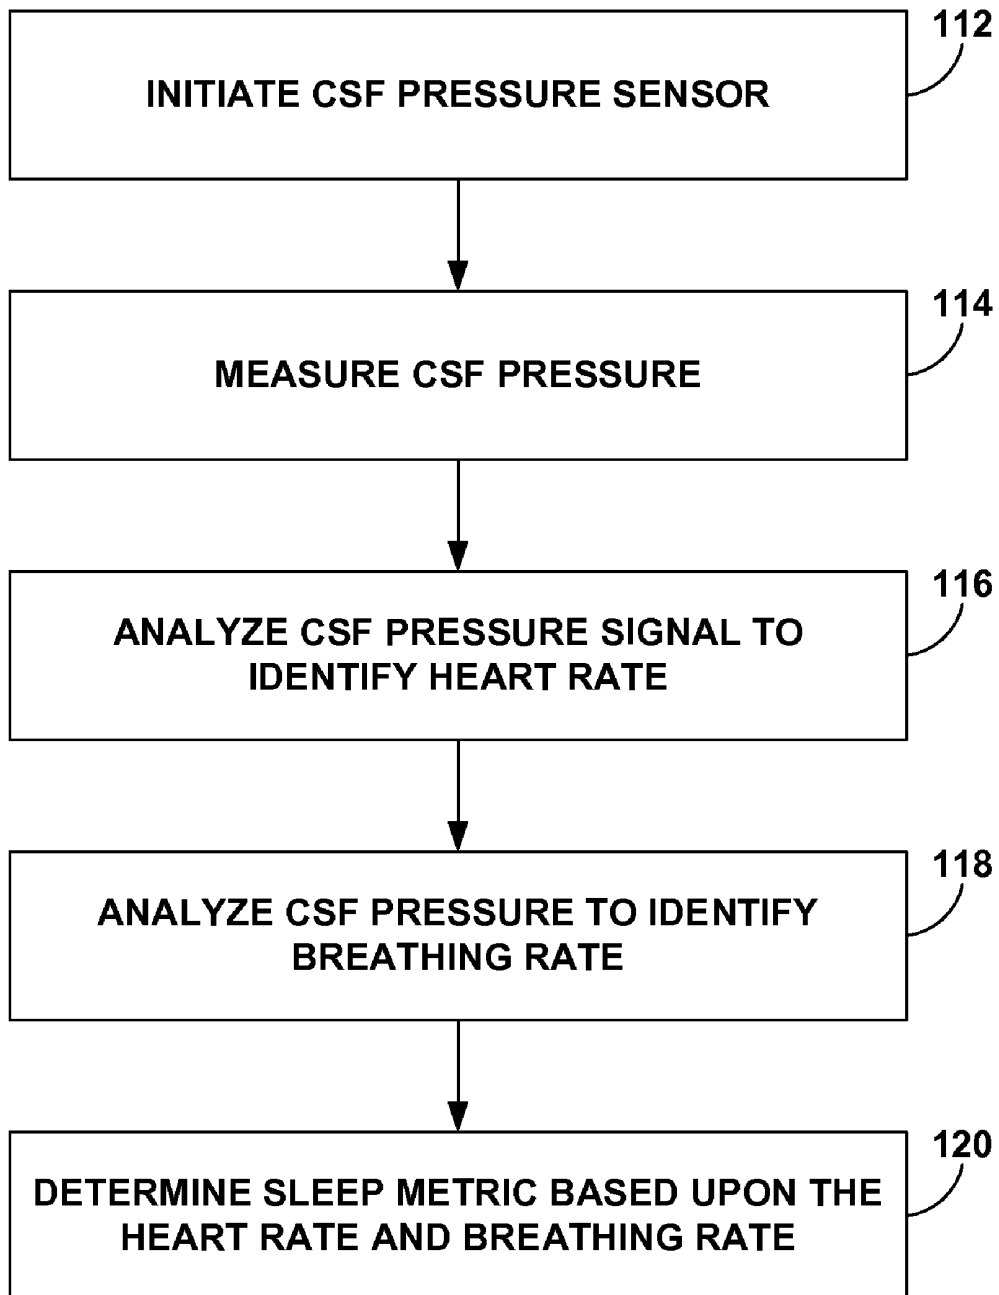 112
INITIATE CSF PRESSURE SENSOR
114
MEASURE CSF PRESSURE
116
ANALYZE CSF PRESSURE SIGNAL TO
IDENTIFY HEART RATE
118
ANALYZE CSF PRESSURE TO IDENTIFY
BREATHING RATE
120
DETERMINE SLEEP METRIC BASED UPON THE
HEART RATE AND BREATHING RATE